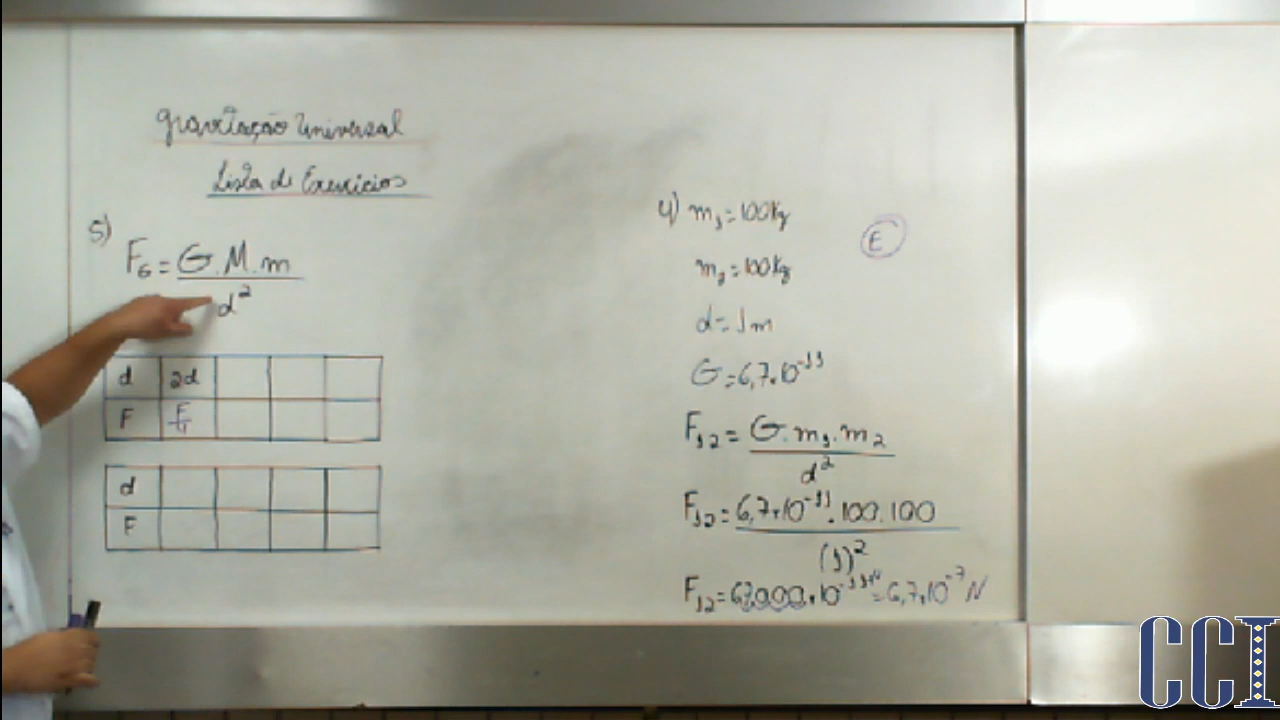 Gravitação Universal
Lista de Exercícios
5)
F_G = G.M.m / d²
d 2d
F F/4
d
F
4) m₁ = 100Kg
E
m₂ = 100Kg
d = 1m
G = 6,7.10⁻¹¹
F₁₂ = G.m₁.m₂ / d²
F₁₂ = 6,7.10⁻¹¹.100.100 / (1)²
F₁₂ = 67000.10⁻¹¹⁺⁴ = 6,7.10⁻⁷ N
CCI